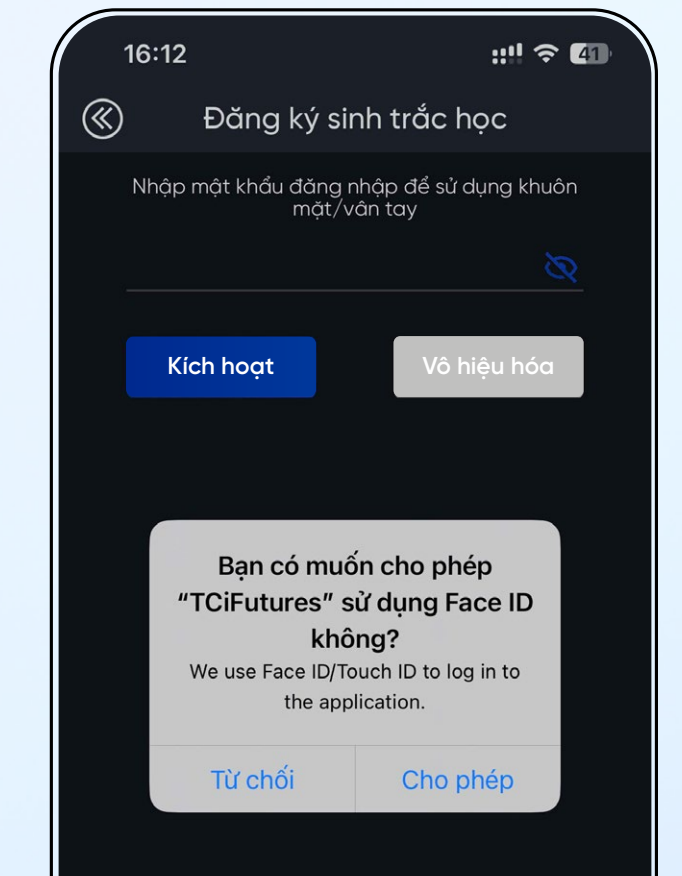 16:12
41
Đăng ký sinh trắc học
Nhập mật khẩu đăng nhập để sử dụng khuôn
mặt/vân tay
Kích hoạt
Vô hiệu hóa
Bạn có muốn cho phép
“TCiFutures” sử dụng Face ID
không?
We use Face ID/Touch ID to log in to
the application.
Từ chối
Cho phép